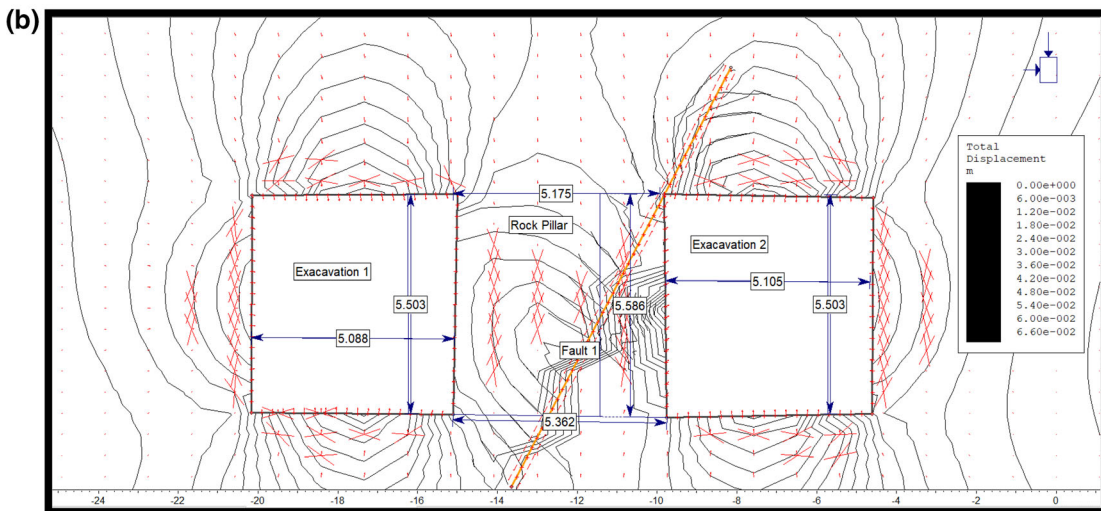 (b)
Total
Displacement
m
0.00e+000
6.00e-003
1.20e-002
1.80e-002
2.40e-002
3.00e-002
3.60e-002
4.20e-002
4.80e-002
5.40e-002
6.00e-002
6.60e-002
5.175
Rock Pillar
Exacavation 1
Exacavation 2
5.105
5.503
5.586
5.503
5.088
Fault 1
5.362
-24 -22 -20 -18 -16 -14 -12 -10 -8 -6 -4 -2 0